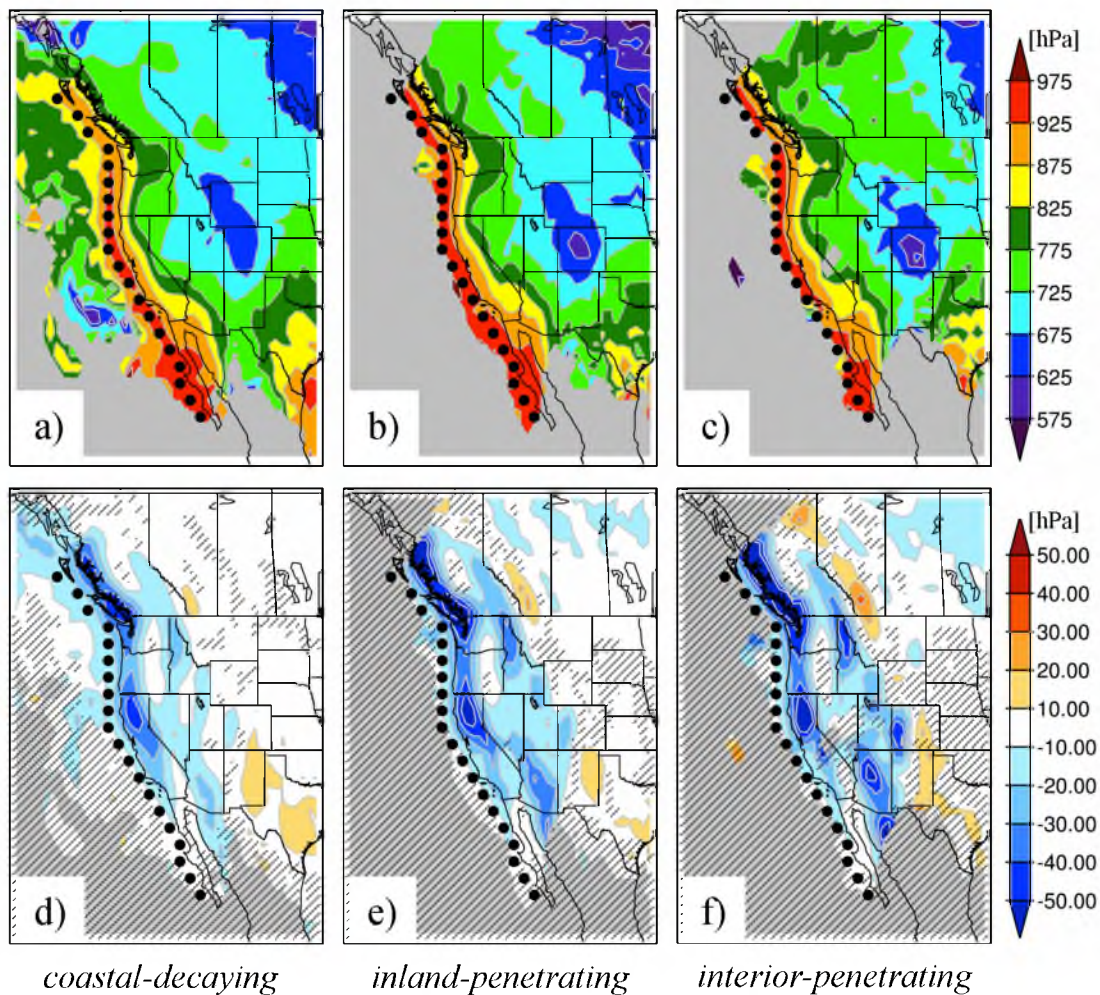 [hPa]
975
925
875
825
775
725
675
625
575
a)
b)
c)
[hPa]
50.00
40.00
30.00
20.00
10.00
-10.00
-20.00
-30.00
-40.00
-50.00
d)
e)
f)
coastal-decaying
inland-penetrating
interior-penetrating